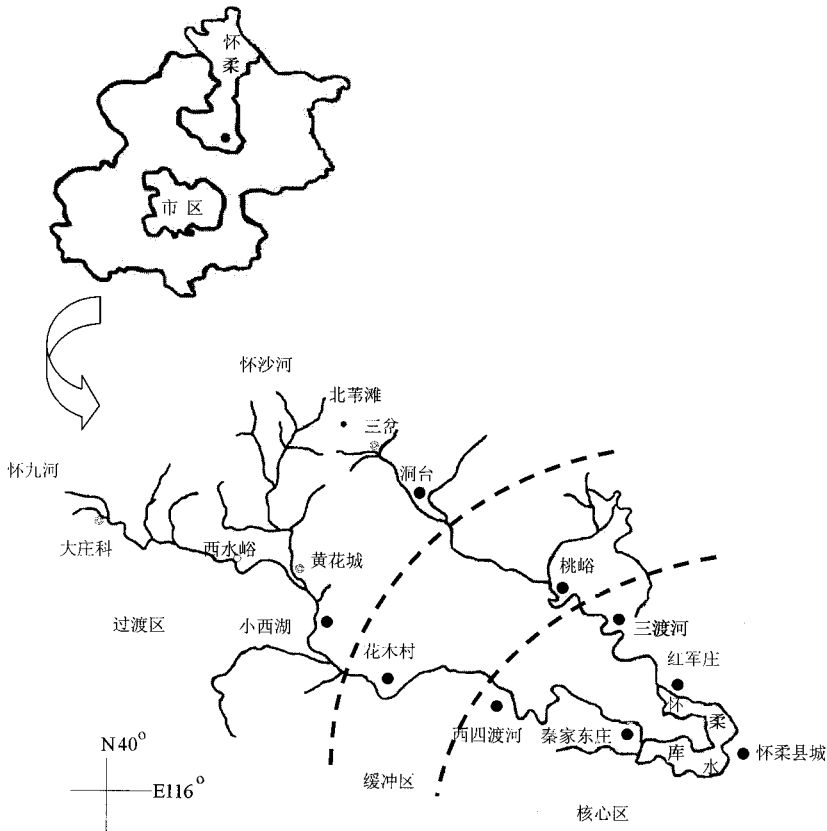 怀
柔
市区
怀沙河
北苇滩
三岔
洞台
怀九河
大庄科
西水峪
黄花城
桃峪
过渡区
小西湖
花木村
三渡河
红军庄
怀
柔
西四渡河
秦家东庄
库
水
怀柔县城
N40°
E116°
缓冲区
核心区